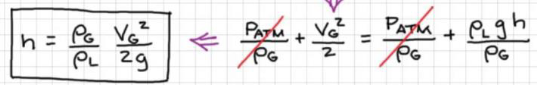 h = ρG/ρL VG²/2g ⇐ PATM/ρG + VG²/2 = PATM/ρG + ρL g h/ρG